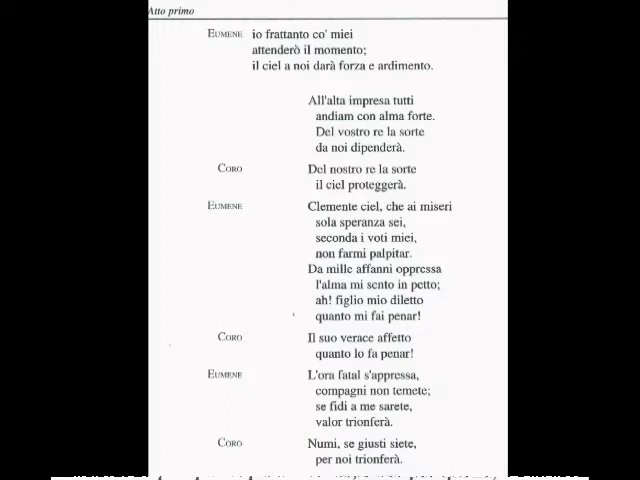 Atto primo
EUMENE io frattanto co' miei
attenderò il momento;
il ciel a noi darà forza e ardimento.
All'alta impresa tutti
andiam con alma forte.
Del vostro re la sorte
da noi dipenderà.
CORO Del nostro re la sorte
il ciel proteggerà.
EUMENE Clemente ciel, che ai miseri
sola speranza sei,
seconda i voti miei,
non farmi palpitar.
Da mille affanni oppressa
l'alma mi sento in petto;
ah! figlio mio diletto
quanto mi fai penar!
CORO Il suo verace affetto
quanto lo fa penar!
EUMENE L'ora fatal s'appressa,
compagni non temete;
se fidi a me sarete,
valor trionferà.
CORO Numi, se giusti siete,
per noi trionferà.